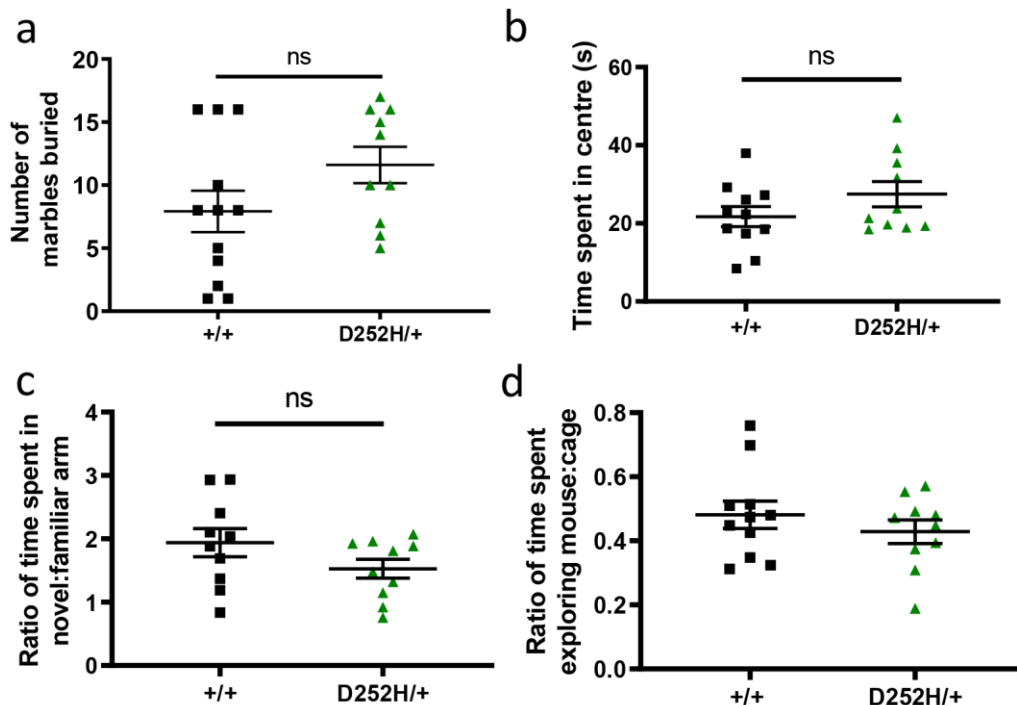 a
Number of
marbles buried
20
15
10
5
0
ns
+/+
D252H/+
b
Time spent in centre (s)
60
40
20
0
ns
+/+
D252H/+
c
Ratio of time spent in
novel:familiar arm
4
3
2
1
0
ns
+/+
D252H/+
d
Ratio of time spent
exploring mouse:cage
0.8
0.6
0.4
0.2
0.0
+/+
D252H/+